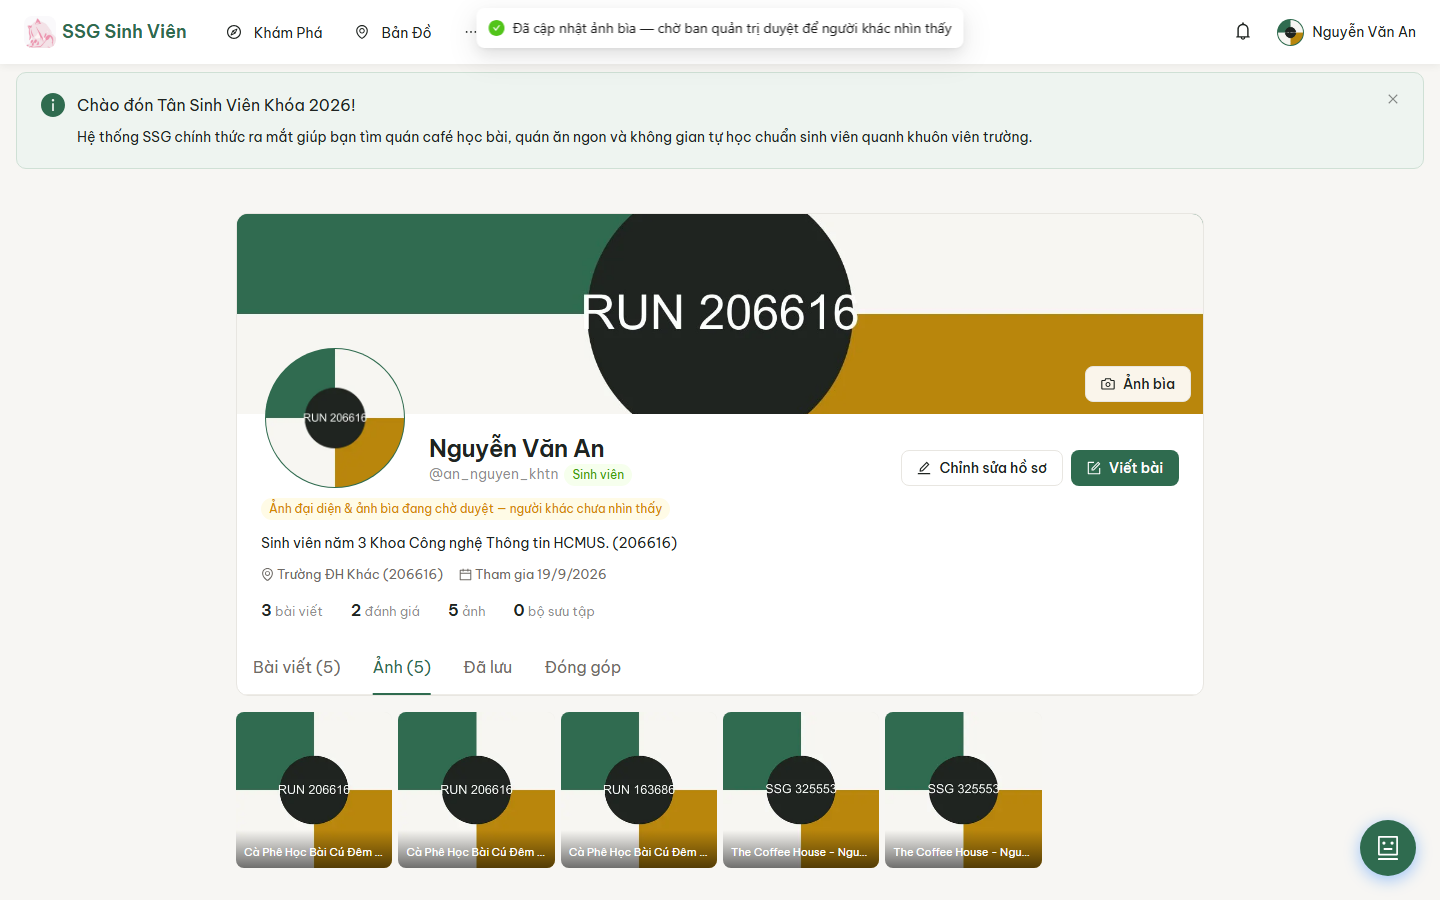 SSG Sinh Viên
Khám Phá
Bản Đồ
...
Đã cập nhật ảnh bìa — chờ ban quản trị duyệt để người khác nhìn thấy
Nguyễn Văn An
Chào đón Tân Sinh Viên Khóa 2026!
Hệ thống SSG chính thức ra mắt giúp bạn tìm quán café học bài, quán ăn ngon và không gian tự học chuẩn sinh viên quanh khuôn viên trường.
RUN 206616
Ảnh bìa
RUN 206616
Nguyễn Văn An
@an_nguyen_khtn Sinh viên
Chỉnh sửa hồ sơ
Viết bài
Ảnh đại diện & ảnh bìa đang chờ duyệt — người khác chưa nhìn thấy
Sinh viên năm 3 Khoa Công nghệ Thông tin HCMUS. (206616)
Trường ĐH Khác (206616) Tham gia 19/9/2026
3 bài viết 2 đánh giá 5 ảnh 0 bộ sưu tập
Bài viết (5) Ảnh (5) Đã lưu Đóng góp
RUN 206616
Cà Phê Học Bài Cú Đêm ...
RUN 206616
Cà Phê Học Bài Cú Đêm ...
RUN 163686
Cà Phê Học Bài Cú Đêm ...
SSG 325553
The Coffee House - Ngu...
SSG 325553
The Coffee House - Ngu...